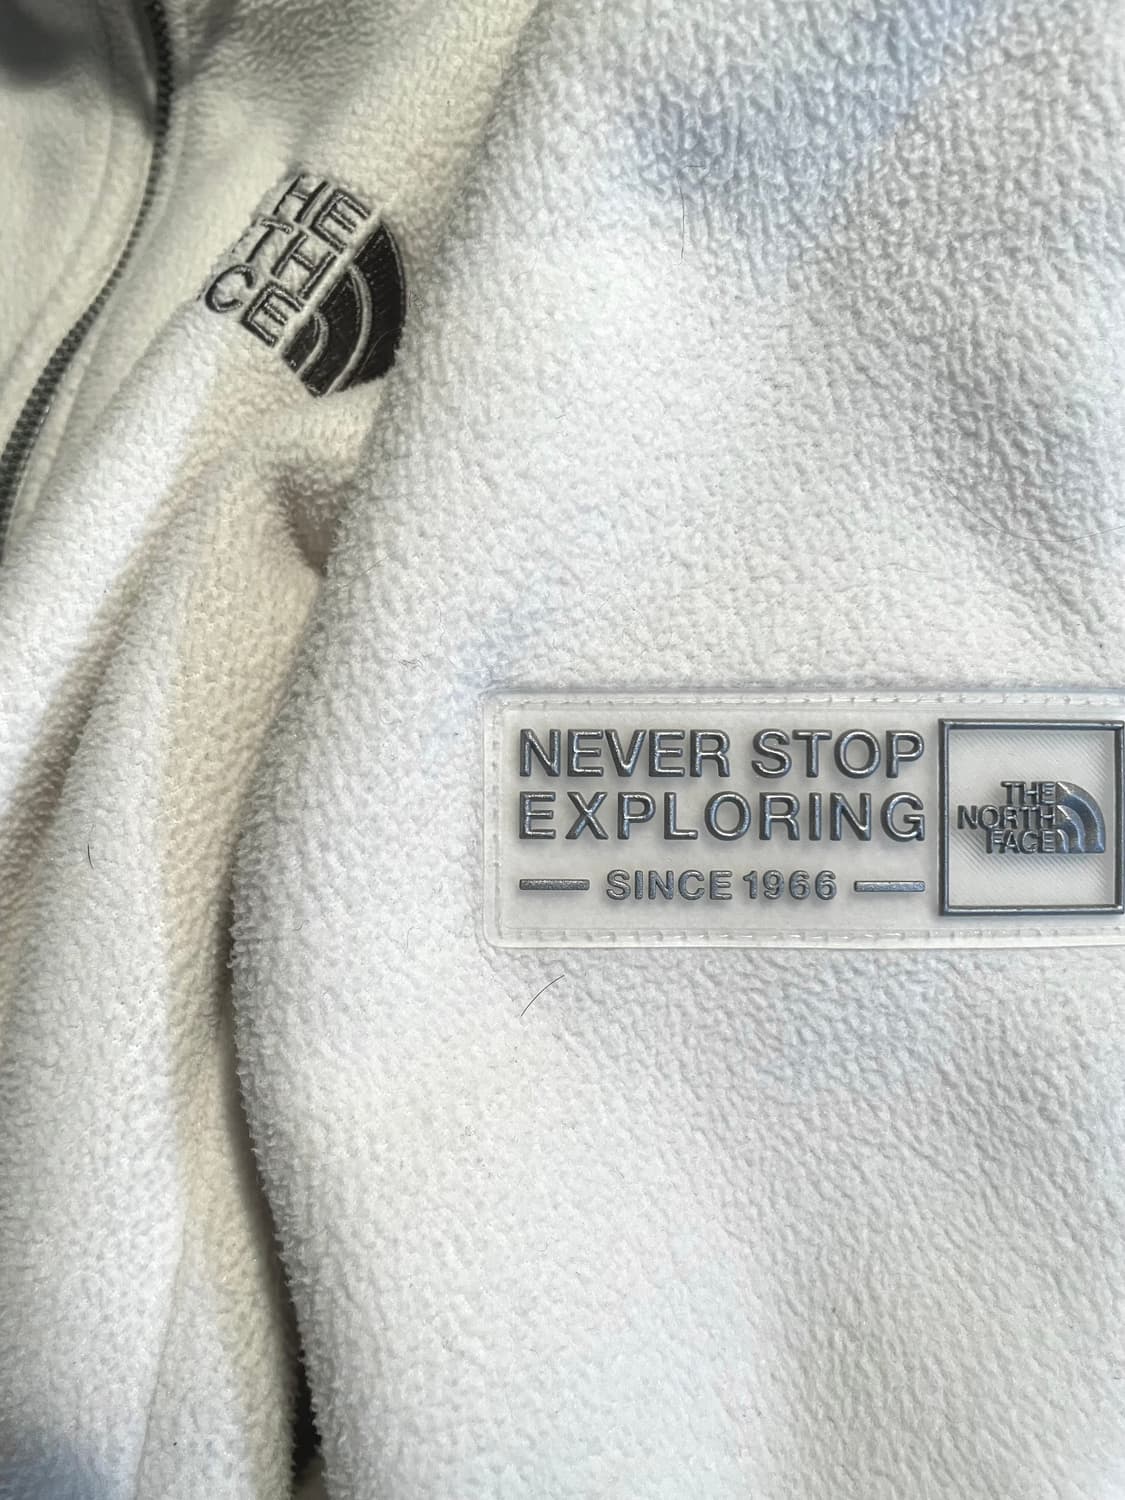 HE
TH
CE
NEVER STOP
EXPLORING
SINCE 1966
THE
NORTH
FACE